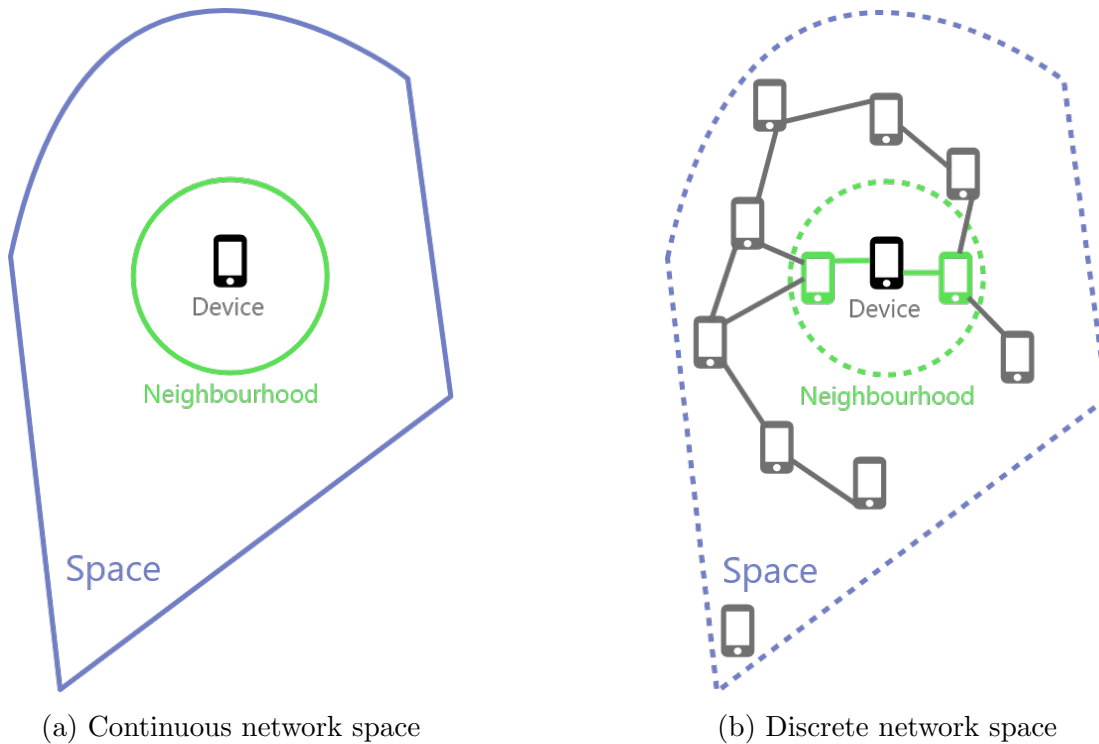 Device
Neighbourhood
Space
(a) Continuous network space
Device
Neighbourhood
Space
(b) Discrete network space